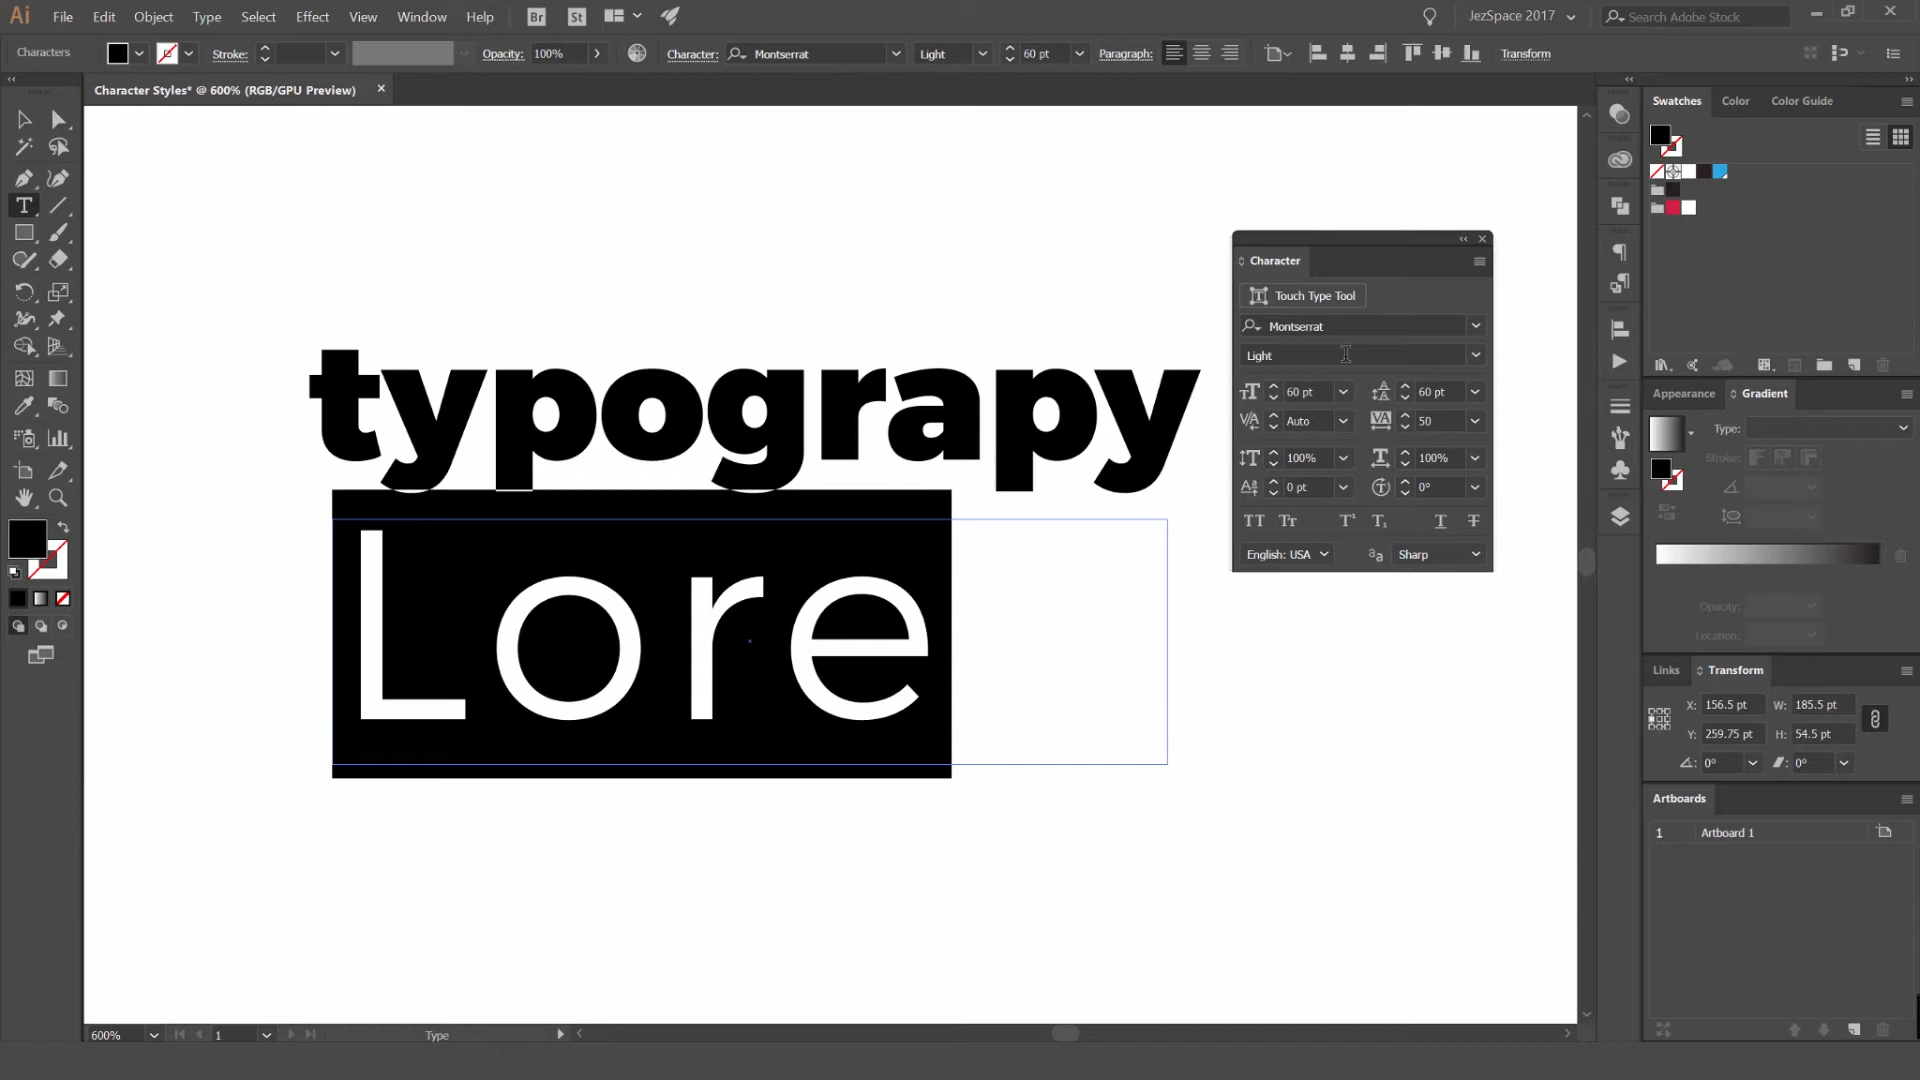 Ai File Edit Object Type Select Effect View Window Help Br St JezSpace 2017 Search Adobe Stock
Characters Stroke: Opacity: 100% Character: Montserrat Light 60 pt Paragraph: Transform
Character Styles* @ 600% (RGB/GPU Preview)
Swatches Color Color Guide
Character
Touch Type Tool
Montserrat
Light
60 pt 60 pt
Auto 50
100% 100%
0 pt 0°
English: USA Sharp
typograpy
Lore
Appearance Gradient
Type:
Stroke:
Opacity:
Location:
Links Transform
X: 156.5 pt W: 185.5 pt
Y: 259.75 pt H: 54.5 pt
0° 0°
Artboards
1 Artboard 1
600% 1 Type